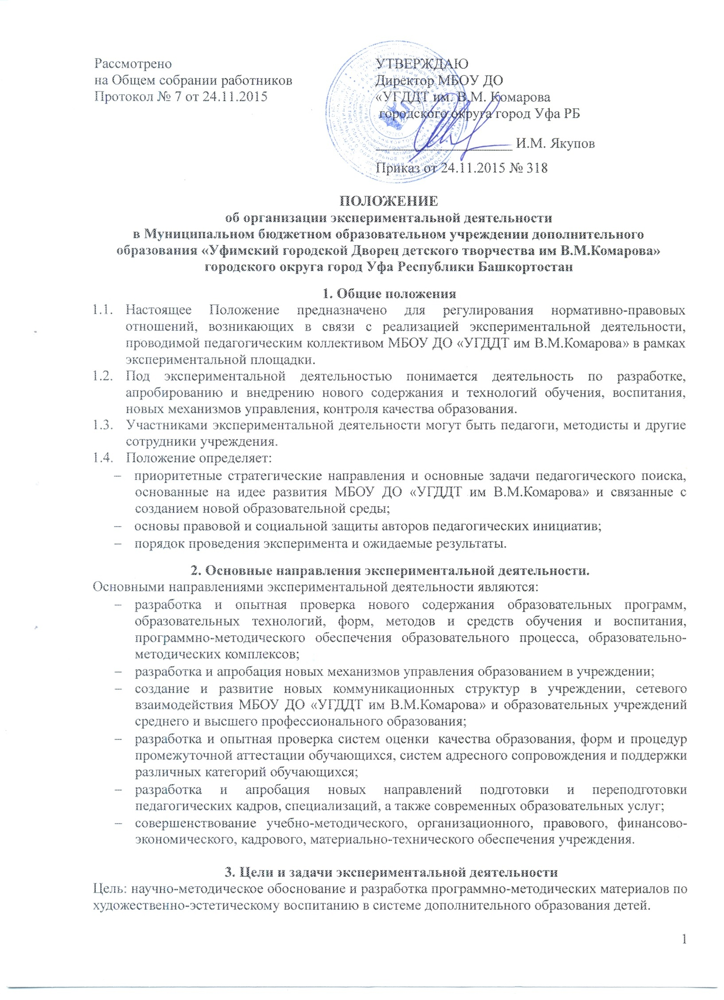 Рассмотрено
на Общем собрании работников
Протокол № 7 от 24.11.2015
УТВЕРЖДАЮ
Директор МБОУ ДО
«УГДДТ им. В.М. Комарова
городского округа город Уфа РБ
И.М. Якупов
Приказ от 24.11.2015 № 318
ПОЛОЖЕНИЕ
об организации экспериментальной деятельности
в Муниципальном бюджетном образовательном учреждении дополнительного
образования «Уфимский городской Дворец детского творчества им В.М.Комарова»
городского округа город Уфа Республики Башкортостан
1. Общие положения
1.1. Настоящее Положение предназначено для регулирования нормативно-правовых
отношений, возникающих в связи с реализацией экспериментальной деятельности,
проводимой педагогическим коллективом МБОУ ДО «УГДДТ им В.М.Комарова» в рамках
экспериментальной площадки.
1.2. Под экспериментальной деятельностью понимается деятельность по разработке,
апробированию и внедрению нового содержания и технологий обучения, воспитания,
новых механизмов управления, контроля качества образования.
1.3. Участниками экспериментальной деятельности могут быть педагоги, методисты и другие
сотрудники учреждения.
1.4. Положение определяет:
– приоритетные стратегические направления и основные задачи педагогического поиска,
основанные на идее развития МБОУ ДО «УГДДТ им В.М.Комарова» и связанные с
созданием новой образовательной среды;
– основы правовой и социальной защиты авторов педагогических инициатив;
– порядок проведения эксперимента и ожидаемые результаты.
2. Основные направления экспериментальной деятельности.
Основными направлениями экспериментальной деятельности являются:
– разработка и опытная проверка нового содержания образовательных программ,
образовательных технологий, форм, методов и средств обучения и воспитания,
программно-методического обеспечения образовательного процесса, образовательно-
методических комплексов;
– разработка и апробация новых механизмов управления образованием в учреждении;
– создание и развитие новых коммуникационных структур в учреждении, сетевого
взаимодействия МБОУ ДО «УГДДТ им В.М.Комарова» и образовательных учреждений
среднего и высшего профессионального образования;
– разработка и опытная проверка систем оценки качества образования, форм и процедур
промежуточной аттестации обучающихся, систем адресного сопровождения и поддержки
различных категорий обучающихся;
– разработка и апробация новых направлений подготовки и переподготовки
педагогических кадров, специализаций, а также современных образовательных услуг;
– совершенствование учебно-методического, организационного, правового, финансово-
экономического, кадрового, материально-технического обеспечения учреждения.
3. Цели и задачи экспериментальной деятельности
Цель: научно-методическое обоснование и разработка программно-методических материалов по
художественно-эстетическому воспитанию в системе дополнительного образования детей.
1